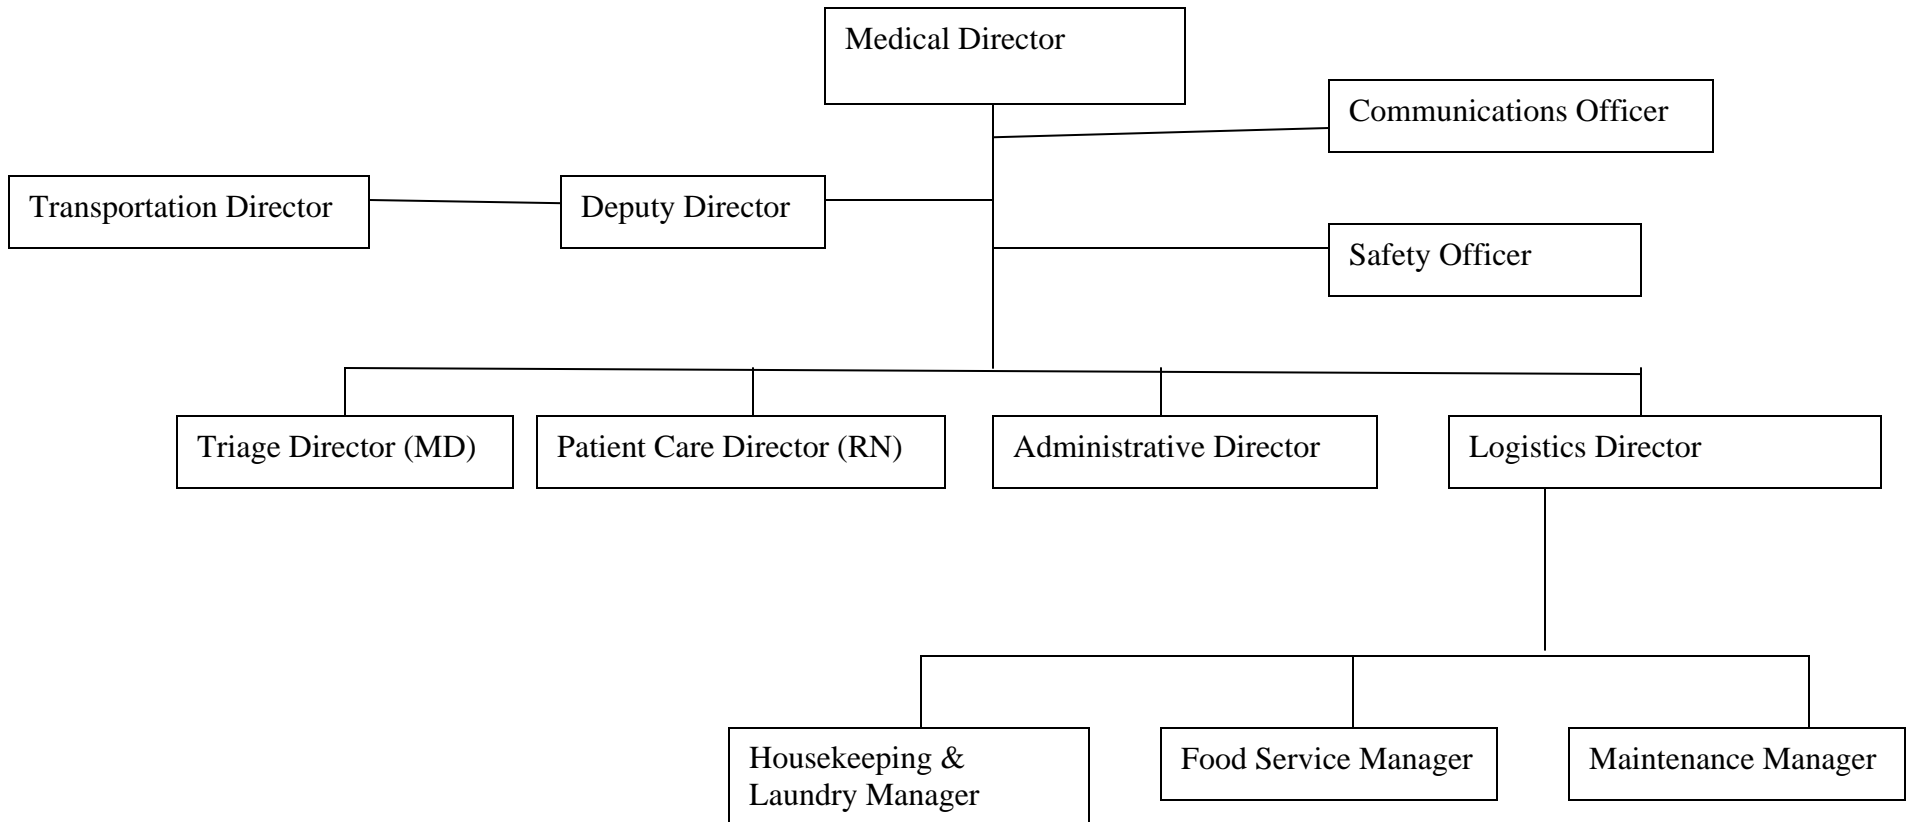 Medical Director
Communications Officer
Transportation Director
Deputy Director
Safety Officer
Triage Director (MD)
Patient Care Director (RN)
Administrative Director
Logistics Director
Housekeeping &
Laundry Manager
Food Service Manager
Maintenance Manager